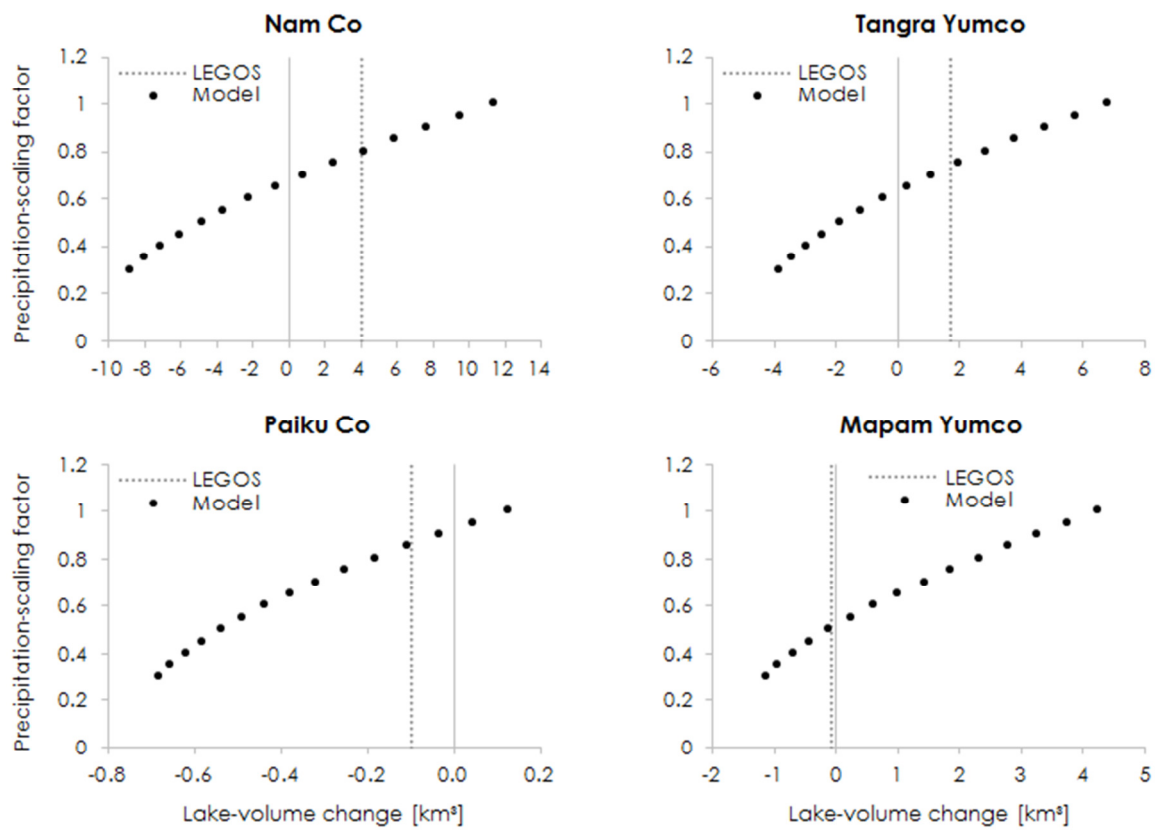 Nam Co
Precipitation-scaling factor
1.2
1
0.8
0.6
0.4
0.2
0
LEGOS
Model
-10 -8 -6 -4 -2 0 2 4 6 8 10 12 14
Tangra Yumco
1.2
1
0.8
0.6
0.4
0.2
0
LEGOS
Model
-6 -4 -2 0 2 4 6 8
Paiku Co
Precipitation-scaling factor
1.2
1
0.8
0.6
0.4
0.2
0
LEGOS
Model
-0.8 -0.6 -0.4 -0.2 0.0 0.2
Lake-volume change [km³]
Mapam Yumco
1.2
1
0.8
0.6
0.4
0.2
0
LEGOS
Model
-2 -1 0 1 2 3 4 5
Lake-volume change [km³]